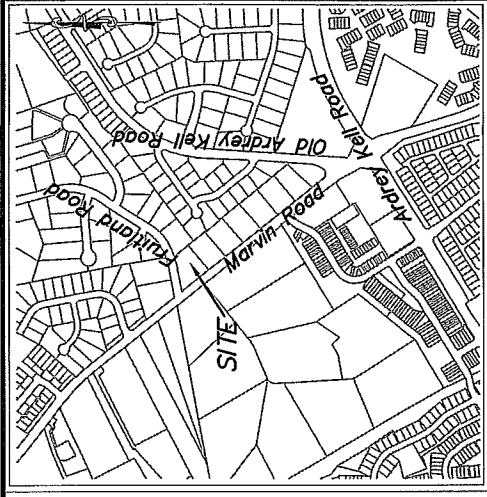 Fruitland Road
Old Ardrey Kell Road
Ardrey Kell Road
Marvin Road
SITE